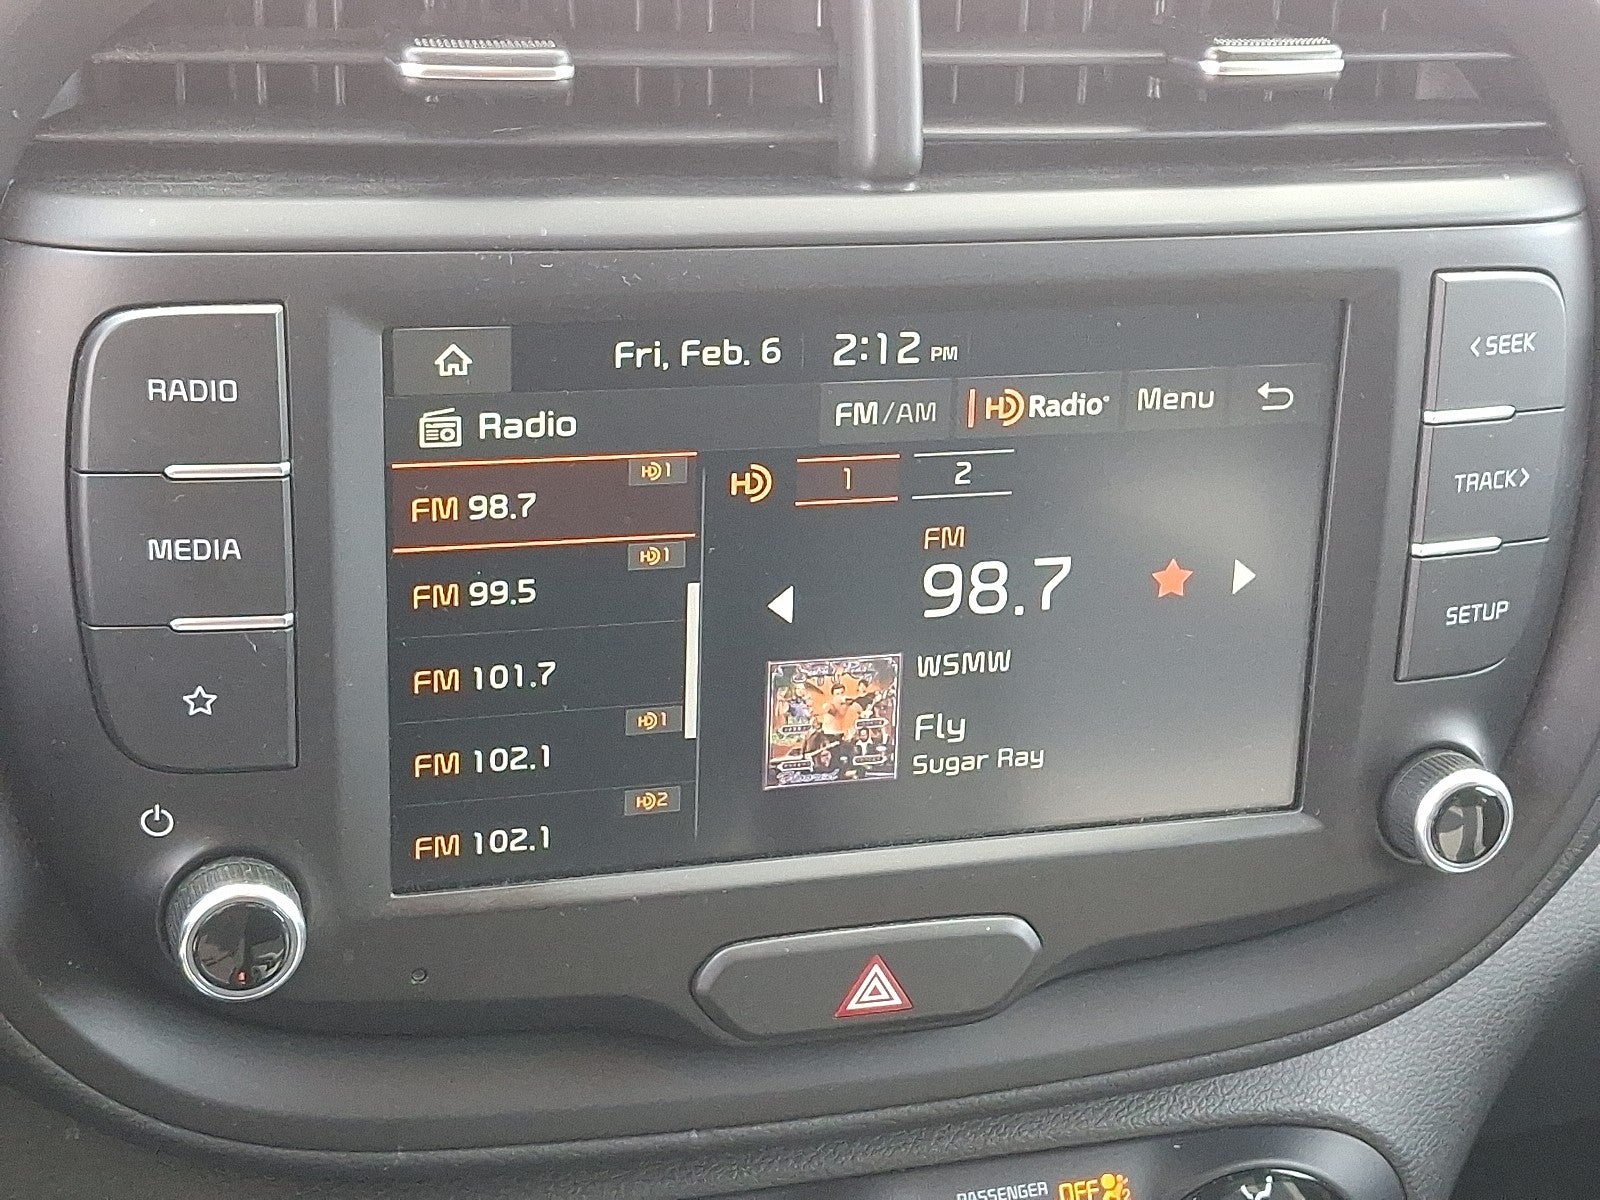 Fri, Feb. 6 2:12 PM
<SEEK
RADIO
Radio FM/AM HD Radio® Menu
HD1
FM 98.7
HD 1 2
TRACK>
MEDIA
HD1
FM 99.5
FM
98.7
SETUP
FM 101.7
WSMW
HD1
FM 102.1
Fly
Sugar Ray
HD2
FM 102.1
PASSENGER OFF